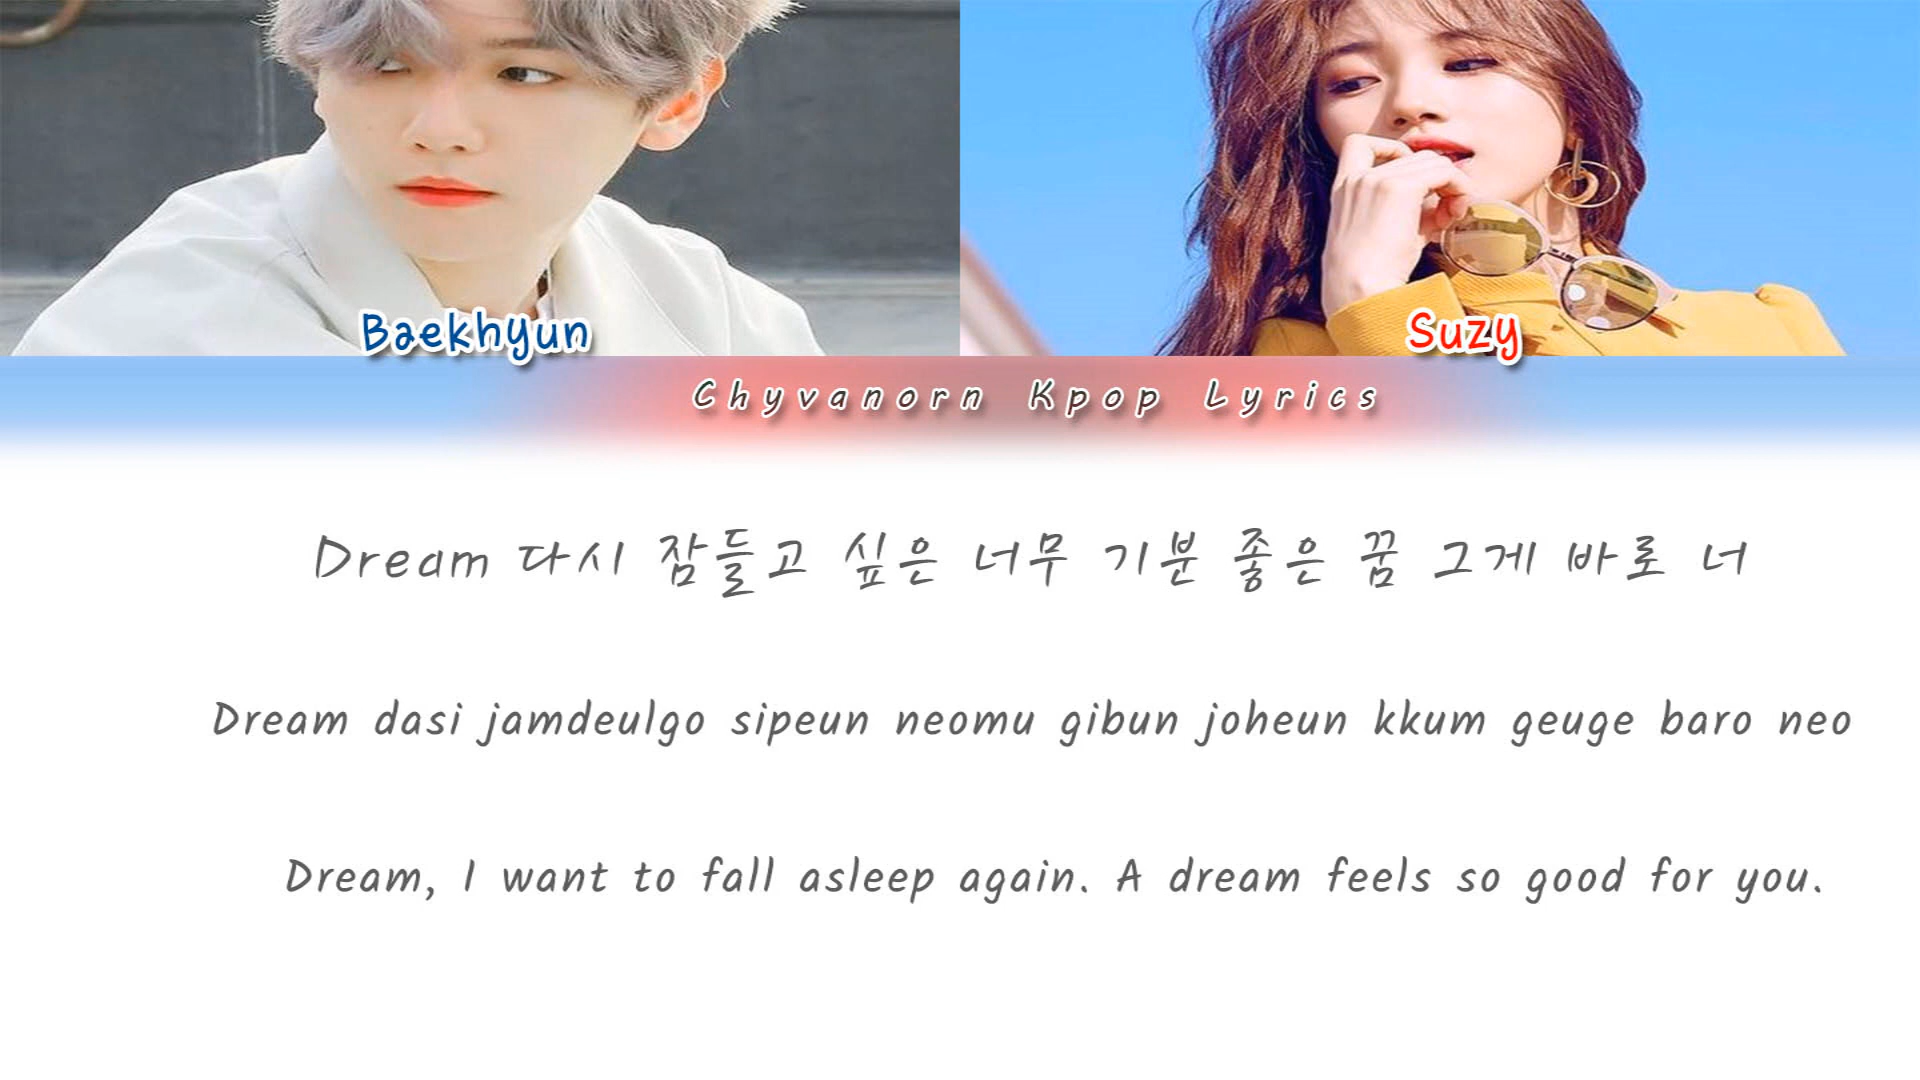 Baekhyun
Suzy
Chyvanorn Kpop Lyrics
Dream 다시 잠들고 싶은 너무 기분 좋은 꿈 그게 바로 너
Dream dasi jamdeulgo sipeun neomu gibun joheun kkum geuge baro neo
Dream, I want to fall asleep again. A dream feels so good for you.